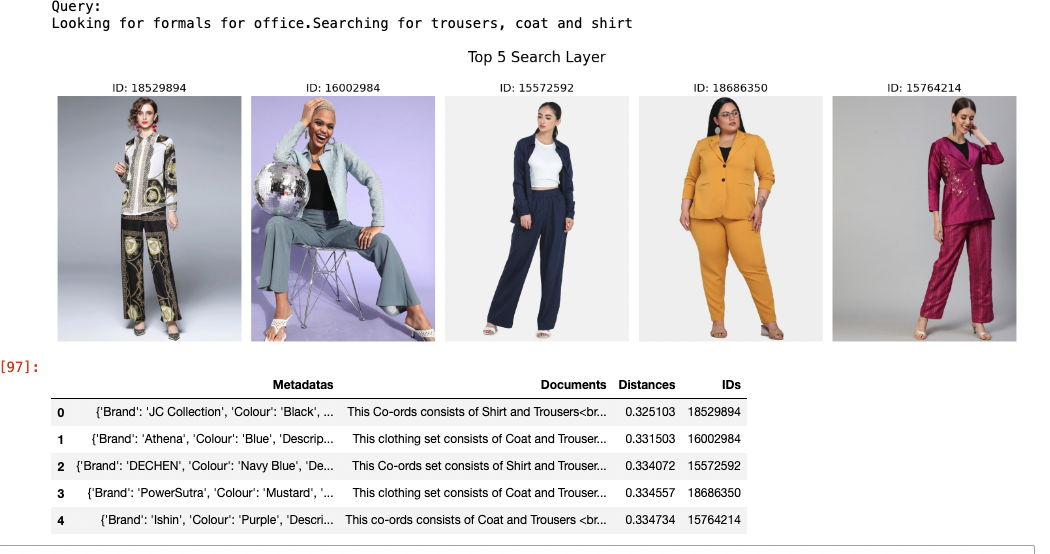 Query:
Looking for formals for office.Searching for trousers, coat and shirt
Top 5 Search Layer
ID: 18529894 ID: 16002984 ID: 15572592 ID: 18686350 ID: 15764214
[97]:
Metadatas Documents Distances IDs
0 {'Brand': 'JC Collection', 'Colour': 'Black', ... This Co-ords consists of Shirt and Trousers<br... 0.325103 18529894
1 {'Brand': 'Athena', 'Colour': 'Blue', 'Descrip... This clothing set consists of Coat and Trouser... 0.331503 16002984
2 {'Brand': 'DECHEN', 'Colour': 'Navy Blue', 'De... This Co-ords set consists of Shirt and Trouser... 0.334072 15572592
3 {'Brand': 'PowerSutra', 'Colour': 'Mustard', '... This clothing set consists of Coat and Trouser... 0.334557 18686350
4 {'Brand': 'Ishin', 'Colour': 'Purple', 'Descri... This co-ords consists of Coat and Trousers <br... 0.334734 15764214